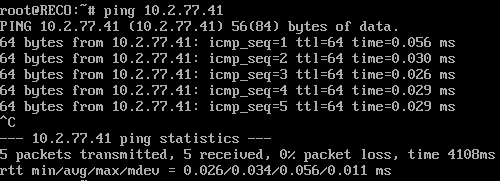 root@RECO:~# ping 10.2.77.41
PING 10.2.77.41 (10.2.77.41) 56(84) bytes of data.
64 bytes from 10.2.77.41: icmp_seq=1 ttl=64 time=0.056 ms
64 bytes from 10.2.77.41: icmp_seq=2 ttl=64 time=0.030 ms
64 bytes from 10.2.77.41: icmp_seq=3 ttl=64 time=0.026 ms
64 bytes from 10.2.77.41: icmp_seq=4 ttl=64 time=0.029 ms
64 bytes from 10.2.77.41: icmp_seq=5 ttl=64 time=0.029 ms
^C
--- 10.2.77.41 ping statistics ---
5 packets transmitted, 5 received, 0% packet loss, time 4108ms
rtt min/avg/max/mdev = 0.026/0.034/0.056/0.011 ms